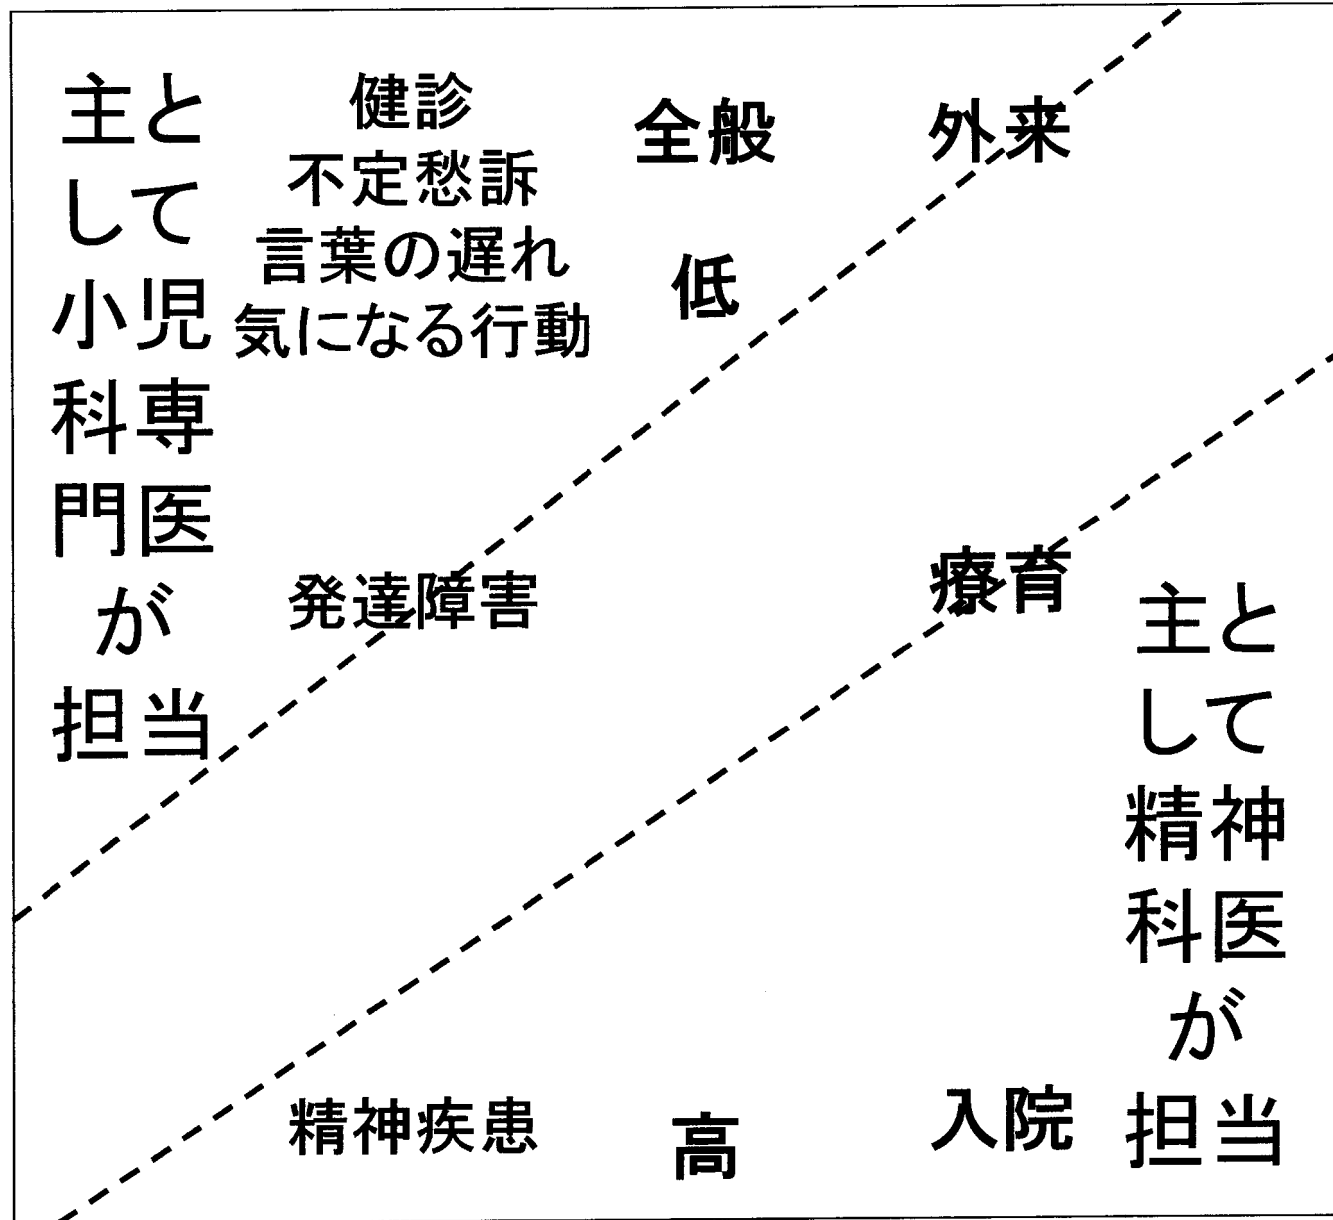 主と
して
小児
科専
門医
が
担当
健診
不定愁訴
言葉の遅れ
気になる行動
全般
外来
低
発達障害
療育
主と
して
精神
科医
が
担当
精神疾患
高
入院